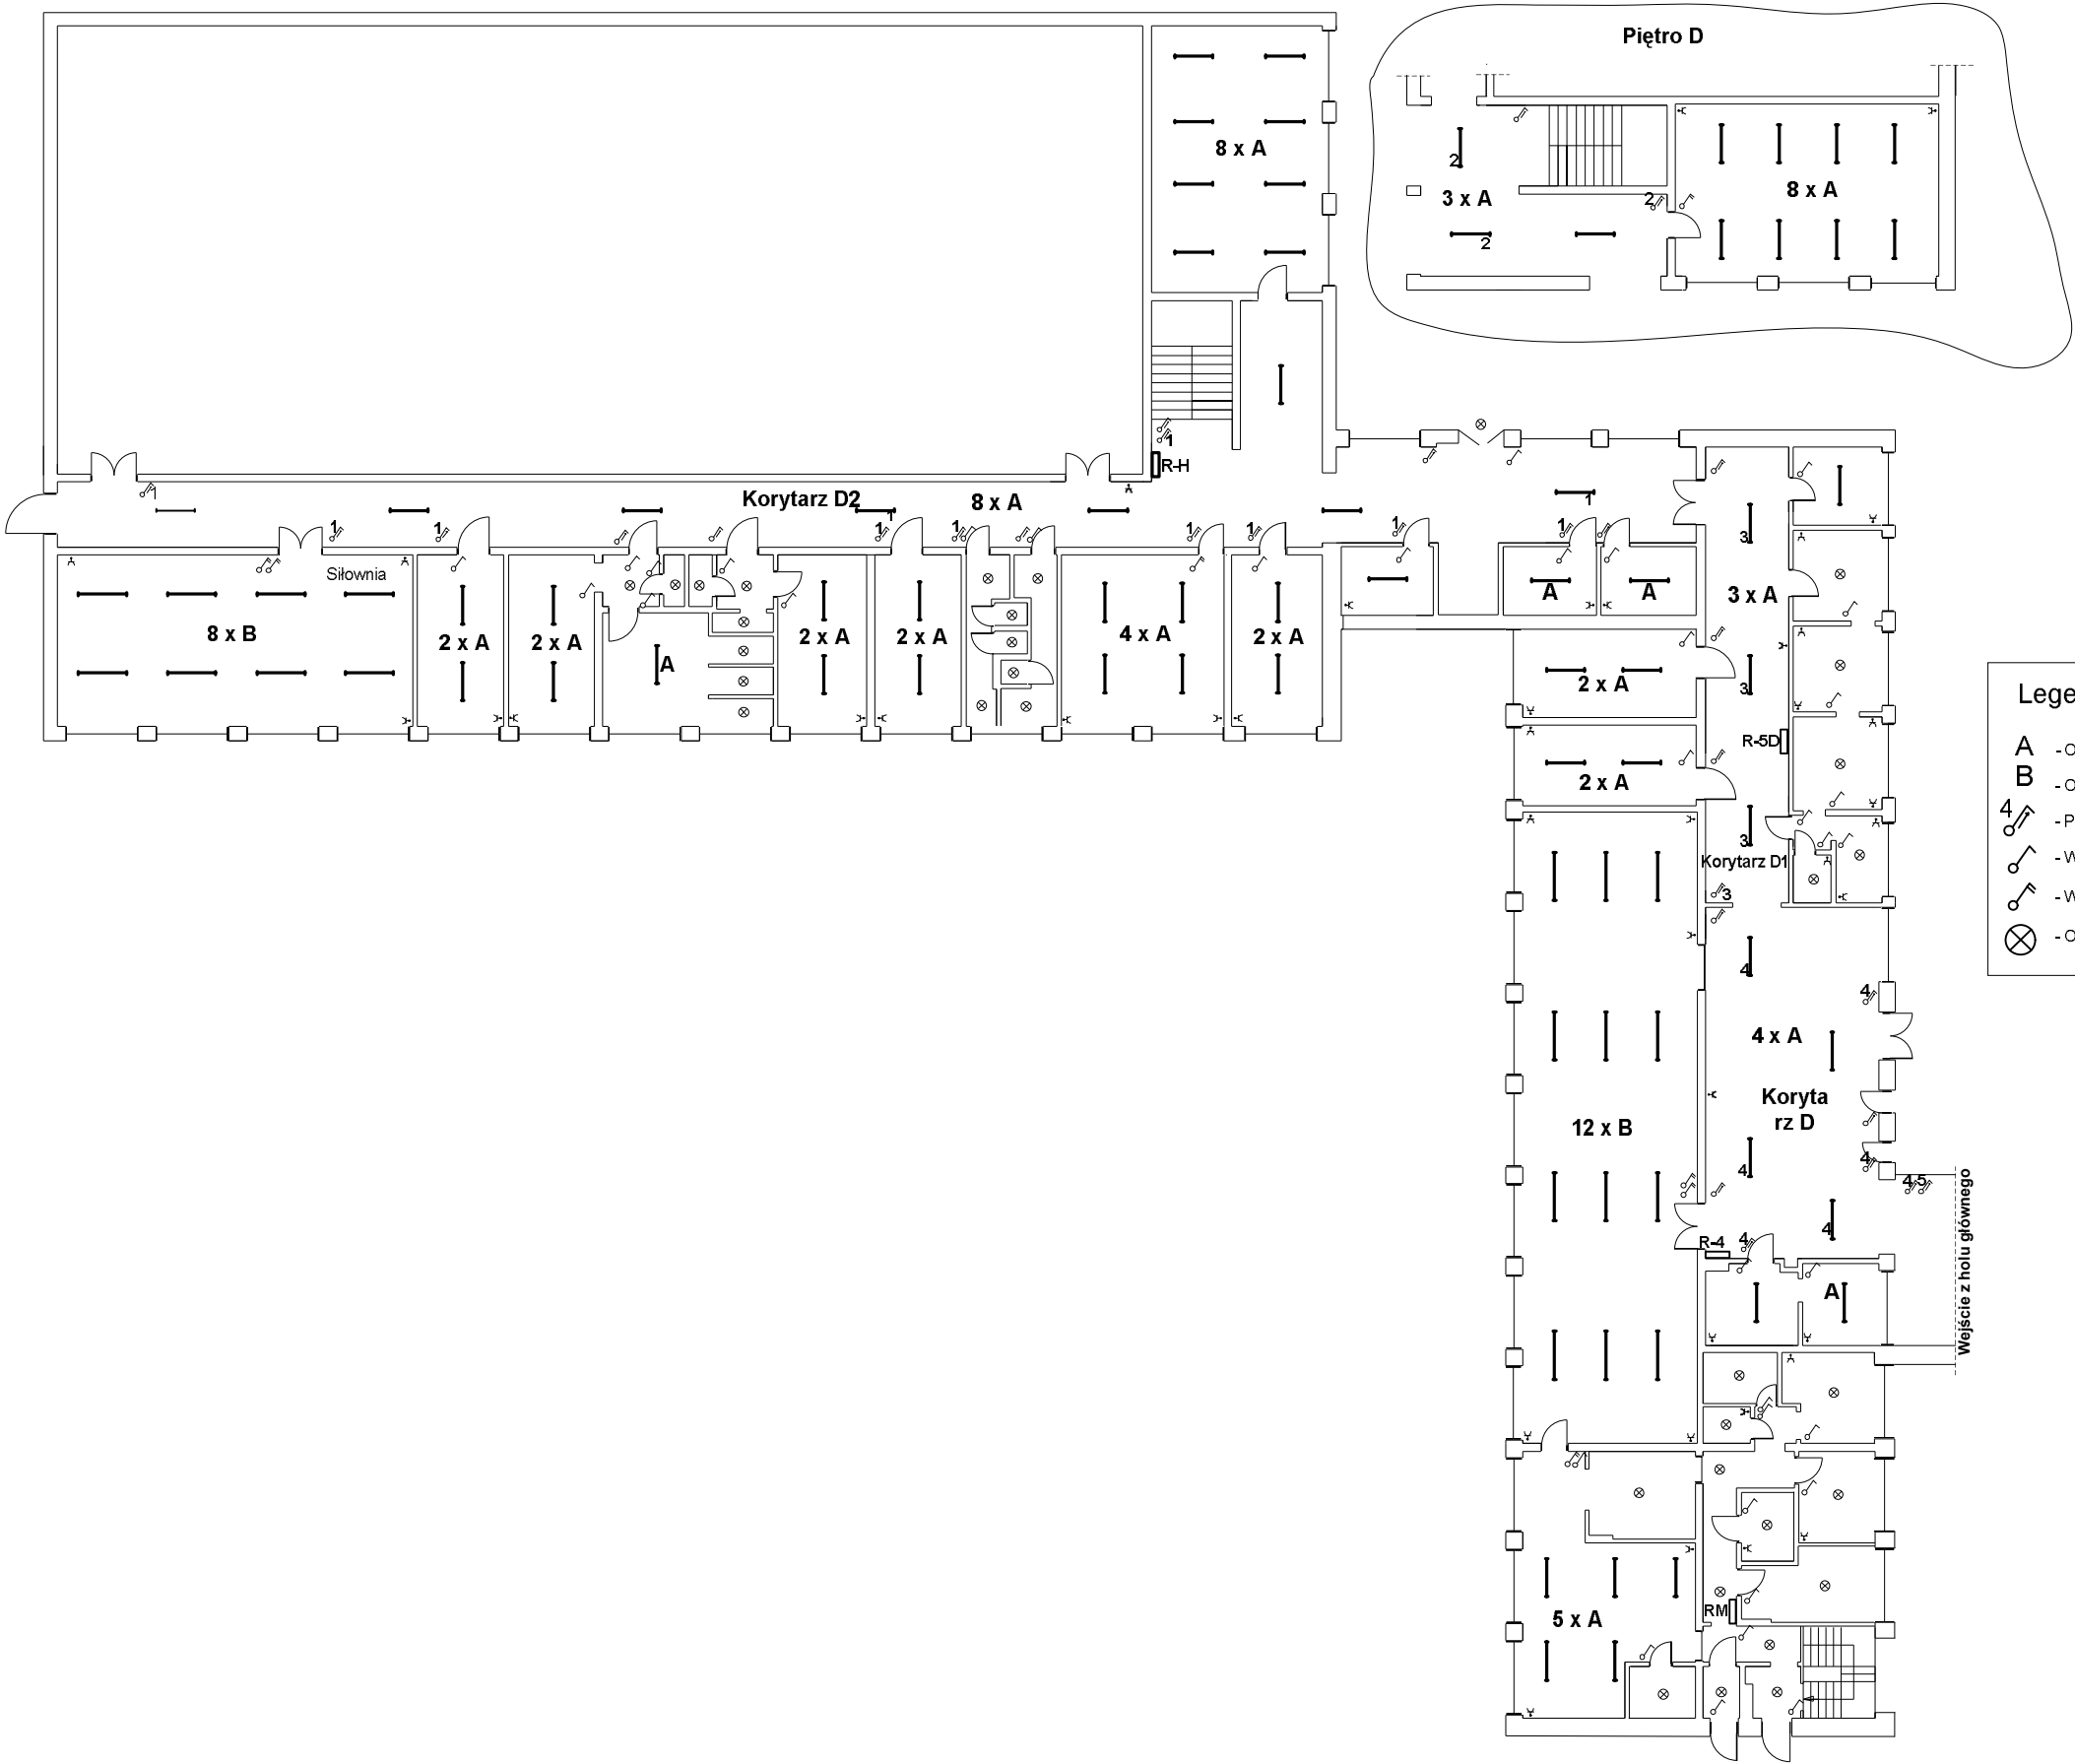 Piętro D
8 x A
2
3 x A
2
8 x A
2
1
R-H
1
Korytarz D2
8 x A
1
1
1
1
1
1
1
1
1
1
1
1
Siłownia
8 x B
2 x A
2 x A
A
2 x A
2 x A
4 x A
2 x A
A
A
3
3 x A
2 x A
3
R-5D
2 x A
3
Korytarz D1
3
4
4
4 x A
Koryta
rz D
12 x B
4
4
4 5
4
R-4
4
A
Wejście z holu głównego
RM
5 x A
Lege
A - O
B - O
4 - P
- W
- W
- O